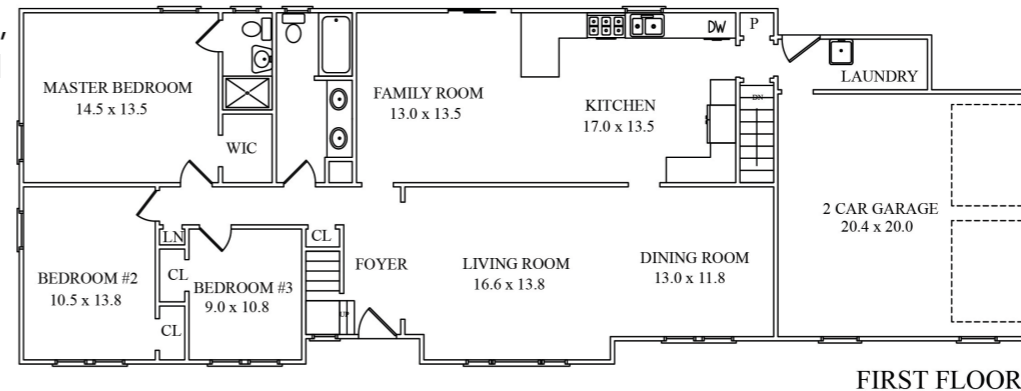 P
DW
LAUNDRY
MASTER BEDROOM
14.5 x 13.5
FAMILY ROOM
13.0 x 13.5
KITCHEN
17.0 x 13.5
DN
WIC
2 CAR GARAGE
20.4 x 20.0
LN
CL
BEDROOM #2
10.5 x 13.8
CL
BEDROOM #3
9.0 x 10.8
CL
FOYER
LIVING ROOM
16.6 x 13.8
DINING ROOM
13.0 x 11.8
UP
FIRST FLOOR